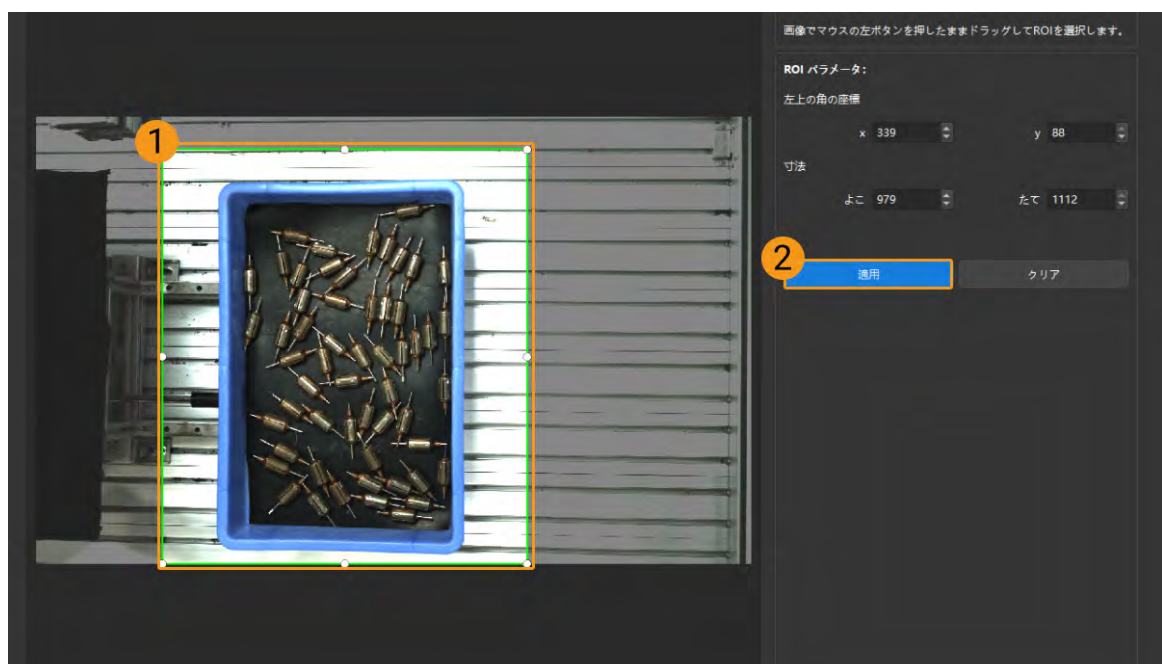 画像でマウスの左ボタンを押したままドラッグしてROIを選択します。
ROI パラメータ:
左上の角の座標
x 339 y 88
寸法
よこ 979 たて 1112
1
2
適用 クリア